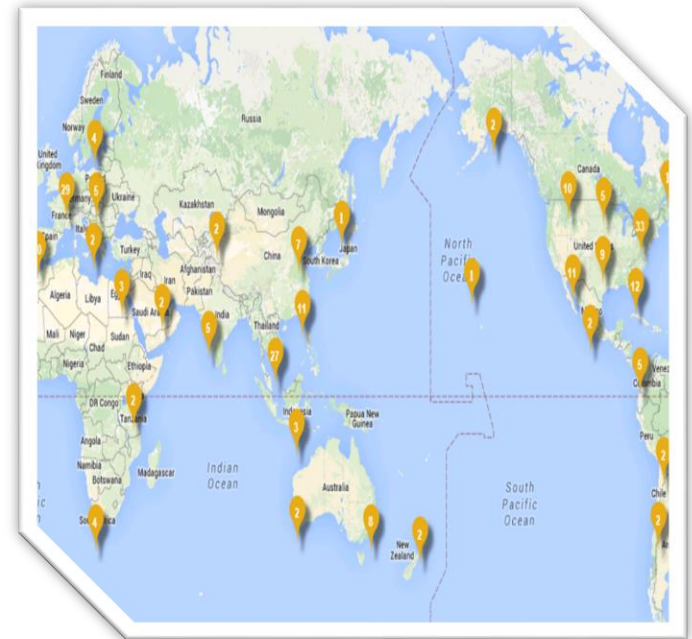 Finland
Sweden
Norway
Russia
4
2
United
Kingdom
Canada
29
5
10
5
Ukraine
France
Kazakhstan
Mongolia
2
1
33
2
Turkey
7
China
Japan
South Korea
North
Pacific
9
Iraq
Iran
Afghanistan
Pakistan
11
1
Algeria
Libya
3
2
12
India
11
Mali
Niger
Sudan
5
Thailand
2
Chad
Nigeria
Ethiopia
27
5
Colombia
DR Congo
2
Tanzania
Indonesia
Papua New
Guinea
3
Peru
Angola
2
Namibia
Botswana
Madagascar
Indian
Ocean
Australia
South
Pacific
Ocean
Chile
4
2
8
2
2
New
Zealand